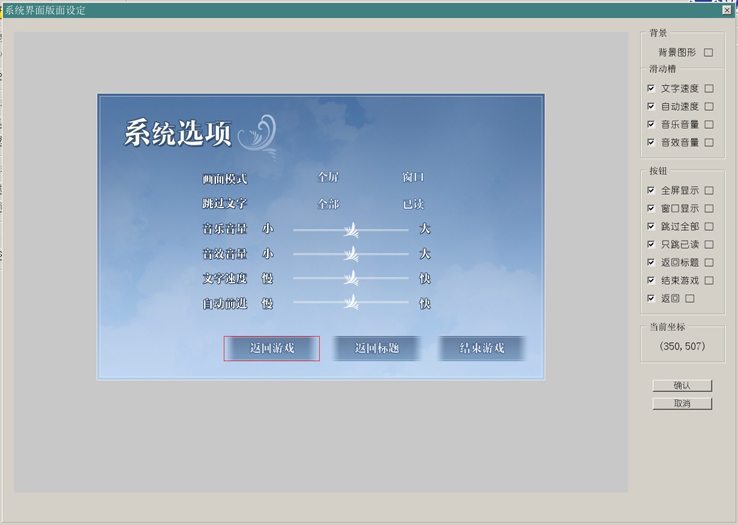 系统界面版面设定
系统选项
画面模式 全屏 窗口
跳过文字 全部 已读
音乐音量 小 大
音效音量 小 大
文字速度 慢 快
自动前进 慢 快
返回游戏 返回标题 结束游戏
背景
背景图形
滑动槽
文字速度
自动速度
音乐音量
音效音量
按钮
全屏显示
窗口显示
跳过全部
只跳已读
返回标题
结束游戏
返回
当前坐标
(350,507)
确认
取消